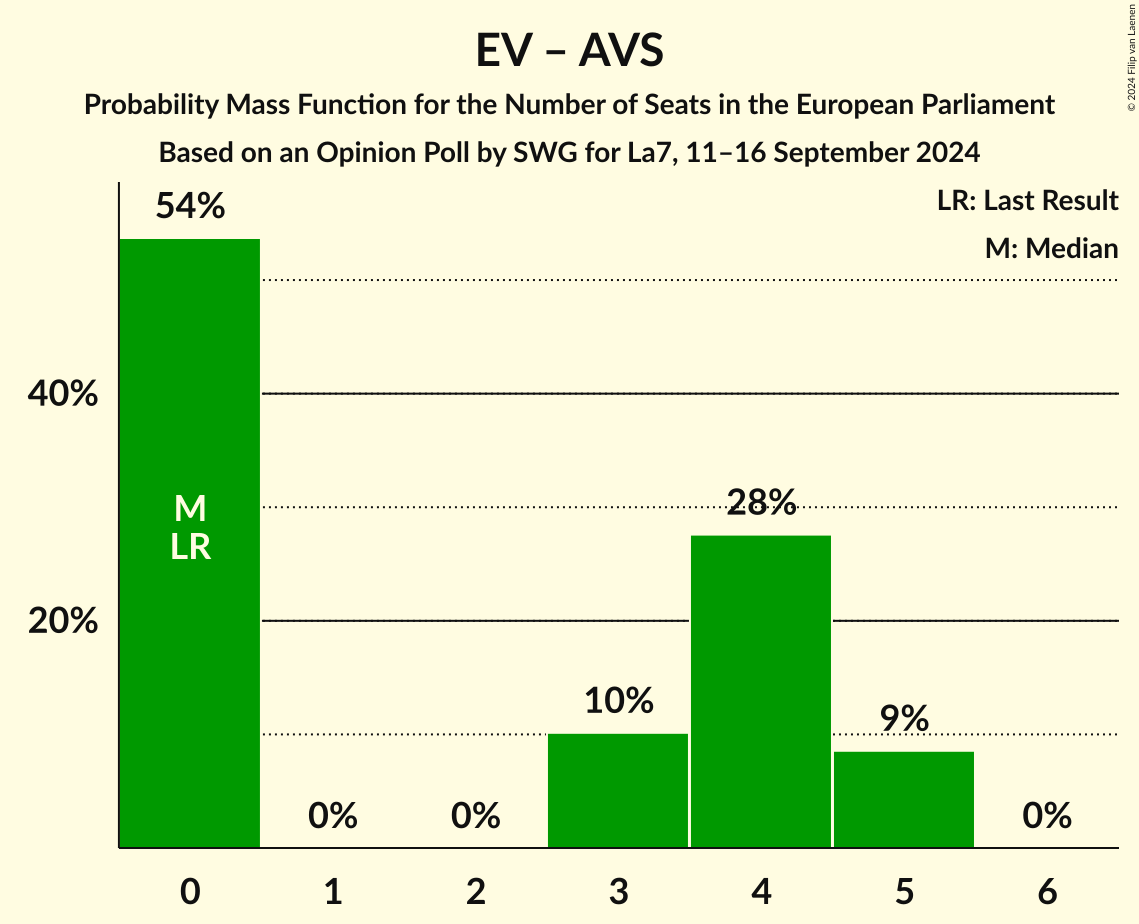 EV – AVS
Probability Mass Function for the Number of Seats in the European Parliament
Based on an Opinion Poll by SWG for La7, 11–16 September 2024
© 2024 Filip van Laenen
LR: Last Result
M: Median
54%
40%
20%
M
LR
0%
0%
10%
28%
9%
0%
0 1 2 3 4 5 6